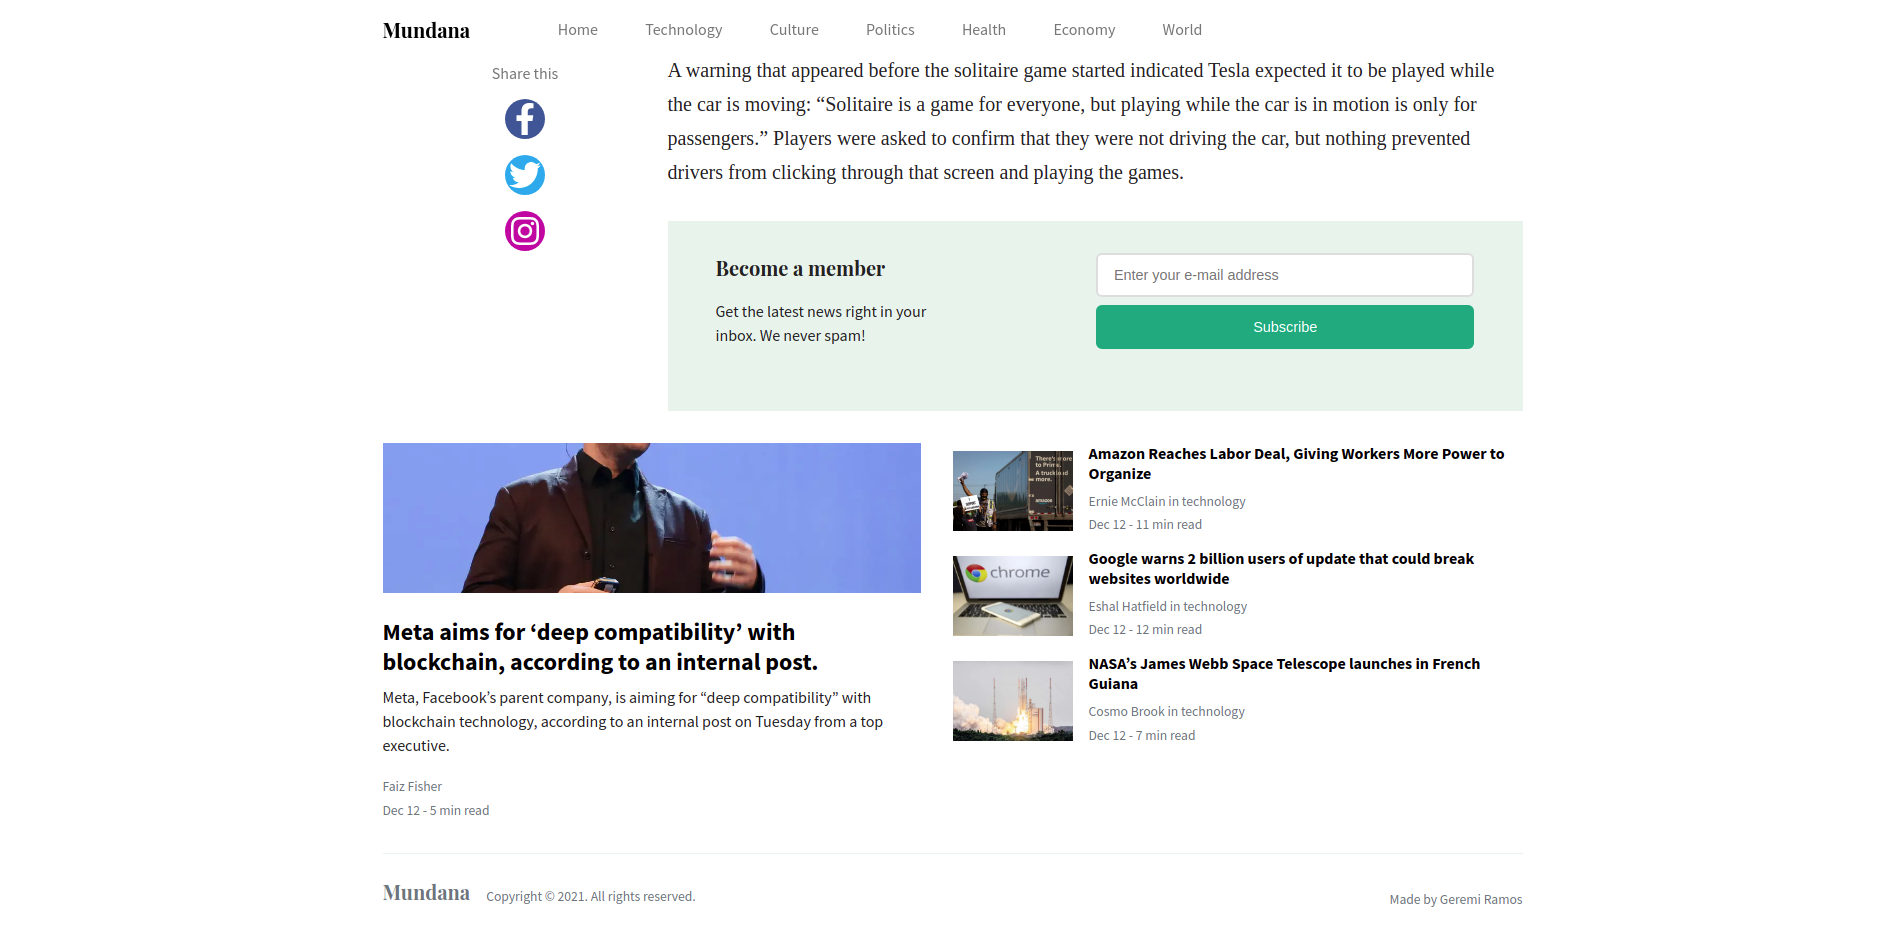 Mundana
Home Technology Culture Politics Health Economy World
Share this
A warning that appeared before the solitaire game started indicated Tesla expected it to be played while
the car is moving: “Solitaire is a game for everyone, but playing while the car is in motion is only for
passengers.” Players were asked to confirm that they were not driving the car, but nothing prevented
drivers from clicking through that screen and playing the games.
Become a member
Get the latest news right in your
inbox. We never spam!
Enter your e-mail address
Subscribe
Meta aims for ‘deep compatibility’ with
blockchain, according to an internal post.
Meta, Facebook’s parent company, is aiming for “deep compatibility” with
blockchain technology, according to an internal post on Tuesday from a top
executive.
Faiz Fisher
Dec 12 - 5 min read
There's more
to Prime.
A truckload
more.
amazon
Amazon Reaches Labor Deal, Giving Workers More Power to
Organize
Ernie McClain in technology
Dec 12 - 11 min read
chrome
Google warns 2 billion users of update that could break
websites worldwide
Eshal Hatfield in technology
Dec 12 - 12 min read
NASA’s James Webb Space Telescope launches in French
Guiana
Cosmo Brook in technology
Dec 12 - 7 min read
Mundana Copyright © 2021. All rights reserved.
Made by Geremi Ramos